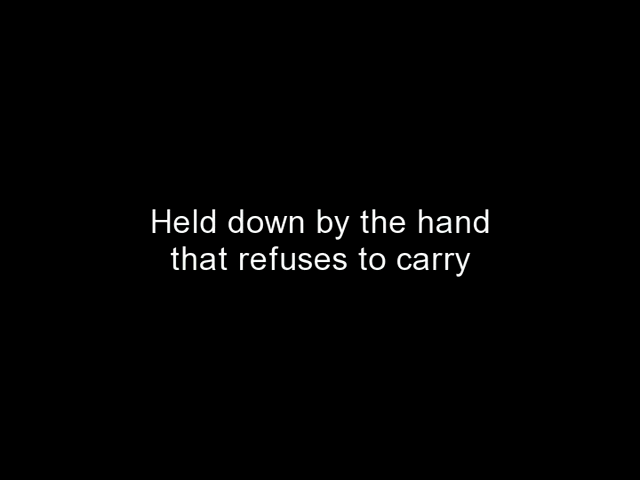 Held down by the hand
that refuses to carry